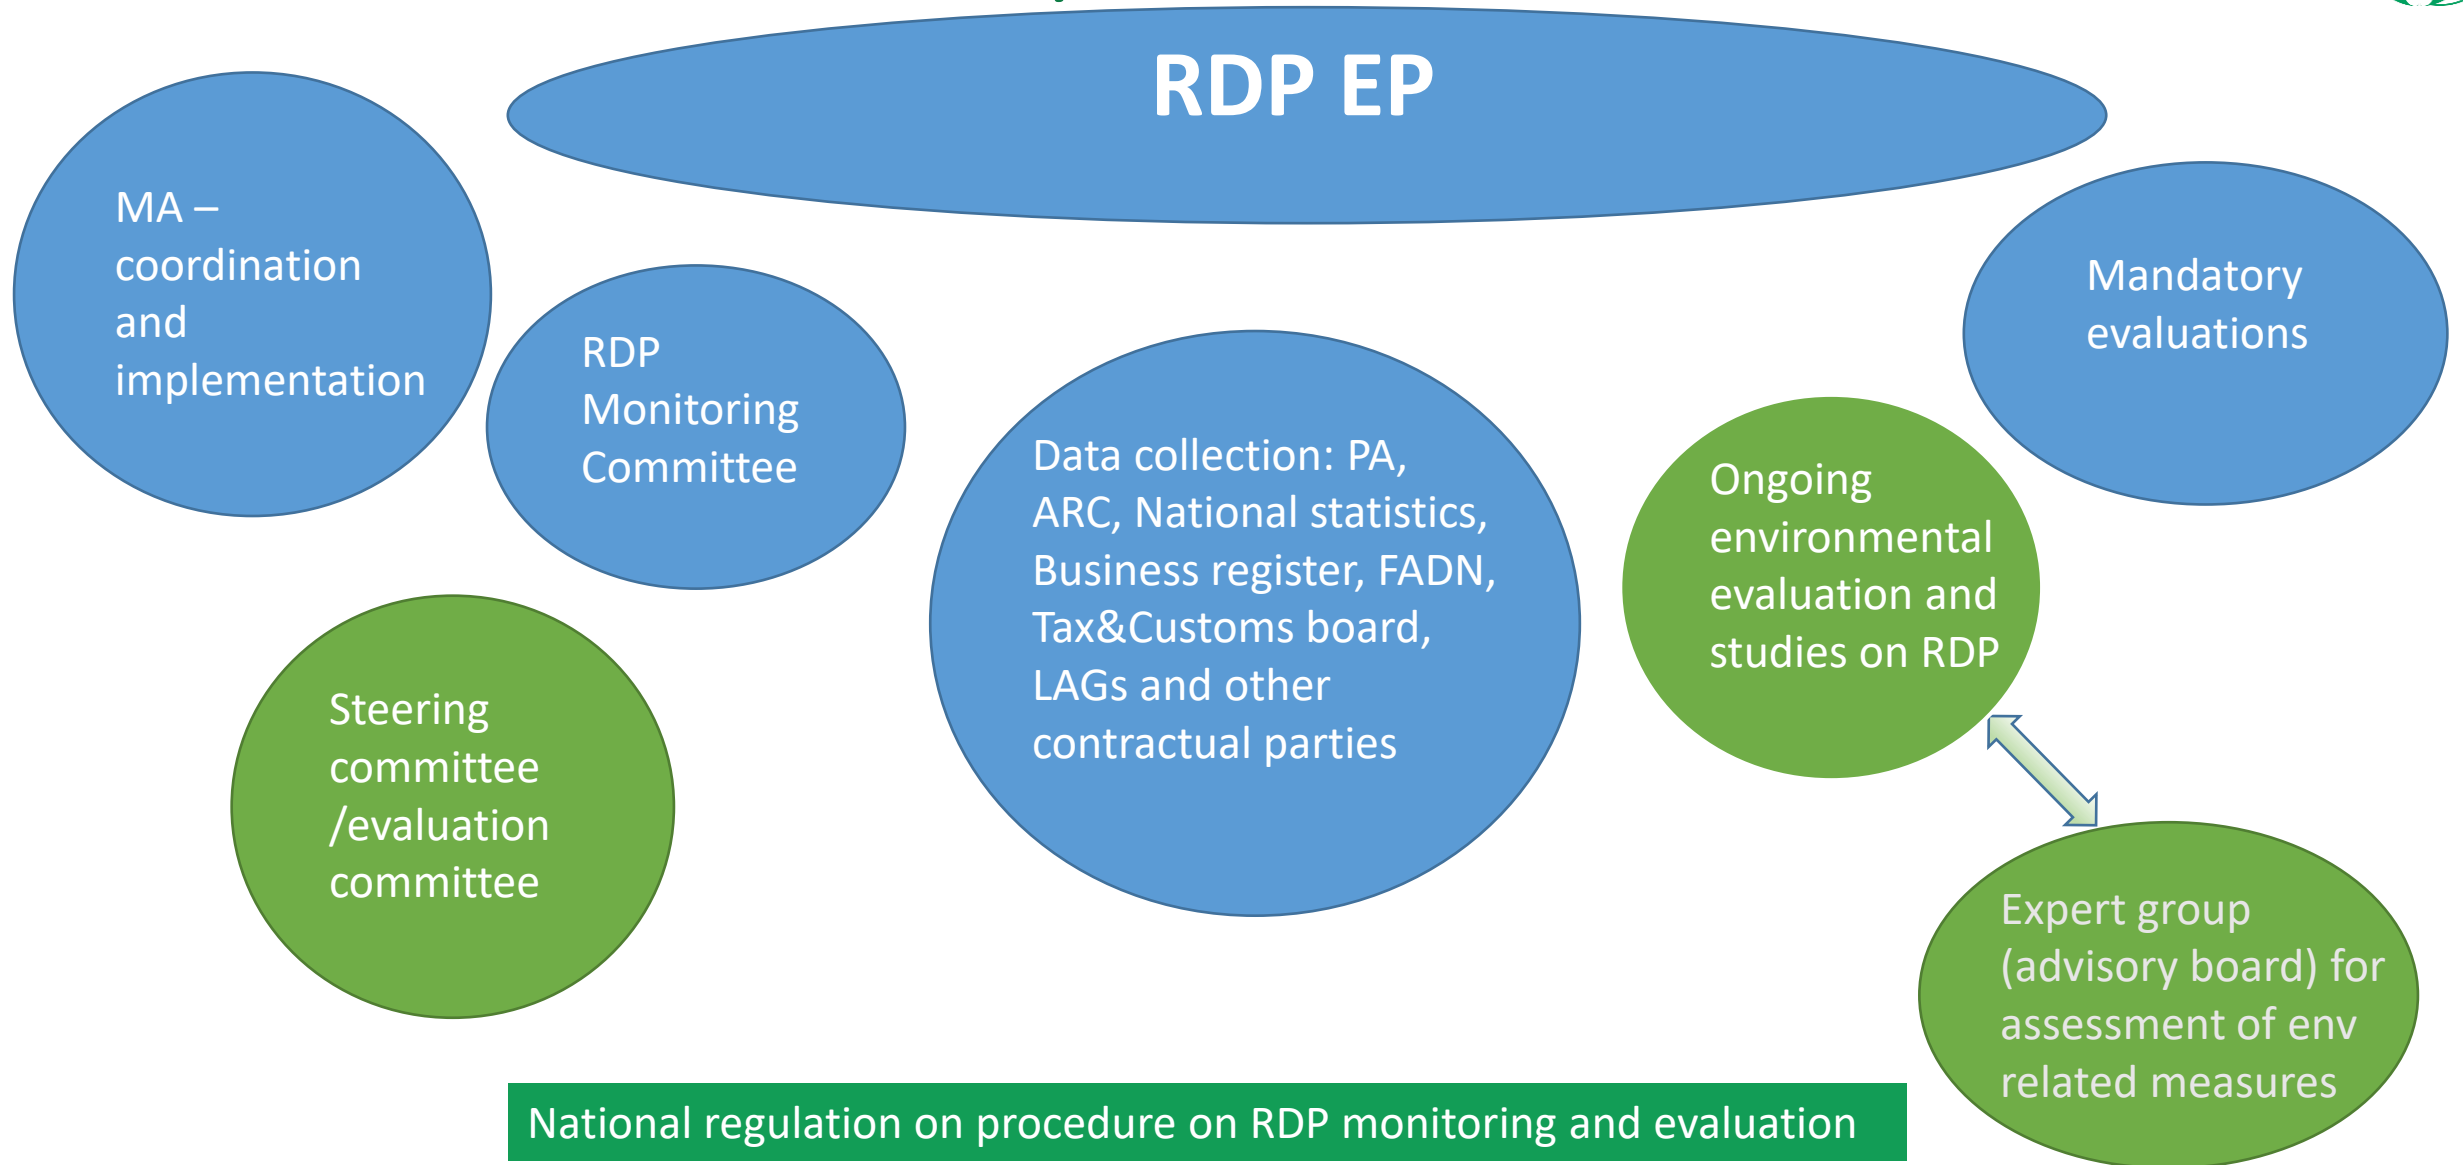 RDP EP
MA –
coordination
and
implementation
RDP
Monitoring
Committee
Mandatory
evaluations
Data collection: PA,
ARC, National statistics,
Business register, FADN,
Tax&Customs board,
LAGs and other
contractual parties
Ongoing
environmental
evaluation and
studies on RDP
Steering
committee
/evaluation
committee
Expert group
(advisory board) for
assessment of env
related measures
National regulation on procedure on RDP monitoring and evaluation